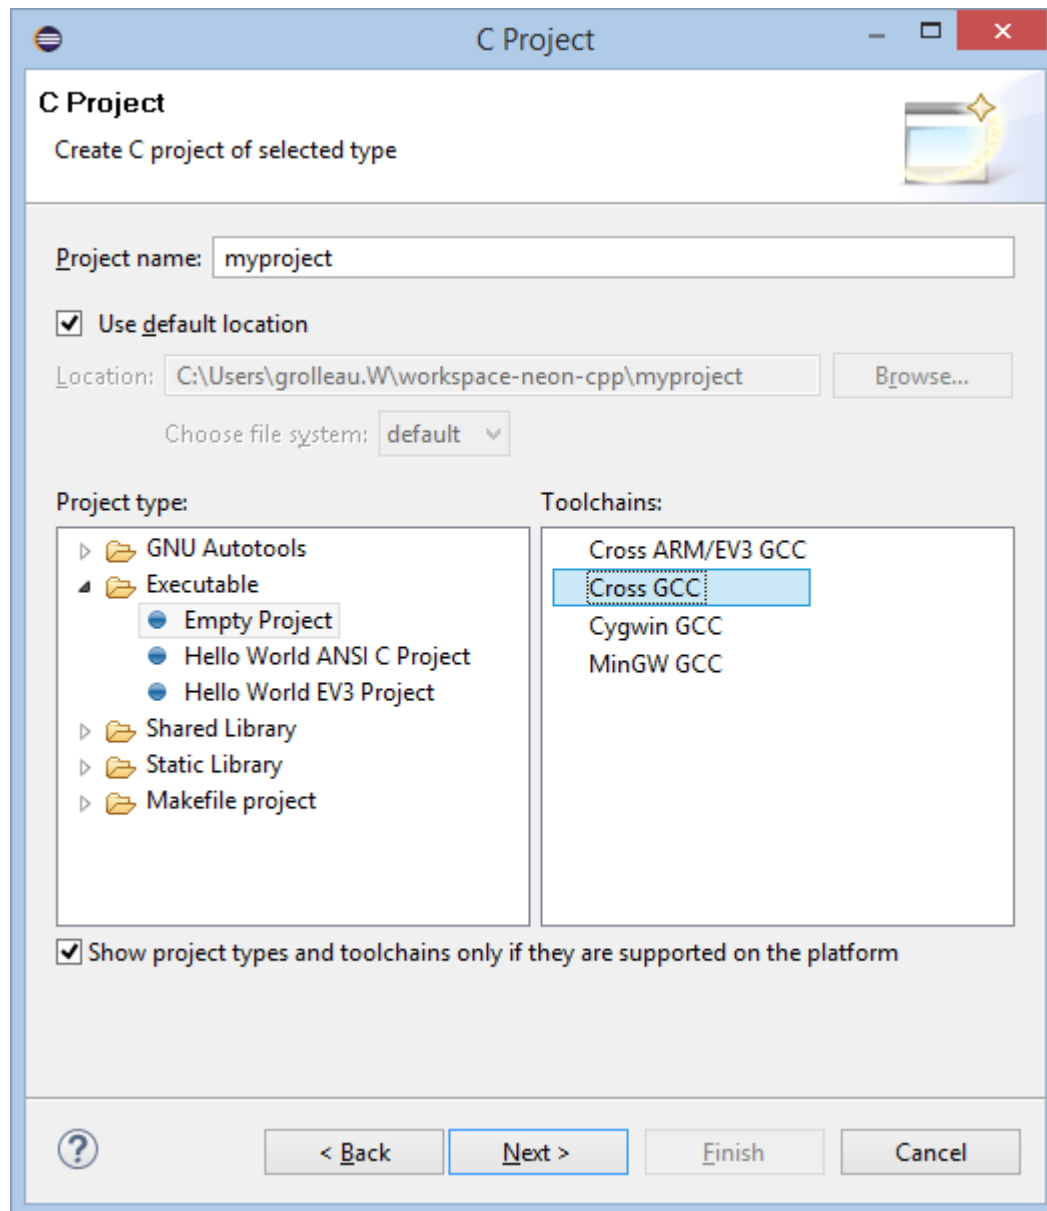 C Project
C Project
Create C project of selected type
Project name: myproject
Use default location
Location: C:\Users\grolleau.W\workspace-neon-cpp\myproject Browse...
Choose file system: default
Project type: Toolchains:
GNU Autotools
Executable
Empty Project
Hello World ANSI C Project
Hello World EV3 Project
Shared Library
Static Library
Makefile project
Cross ARM/EV3 GCC
Cross GCC
Cygwin GCC
MinGW GCC
Show project types and toolchains only if they are supported on the platform
? < Back Next > Finish Cancel